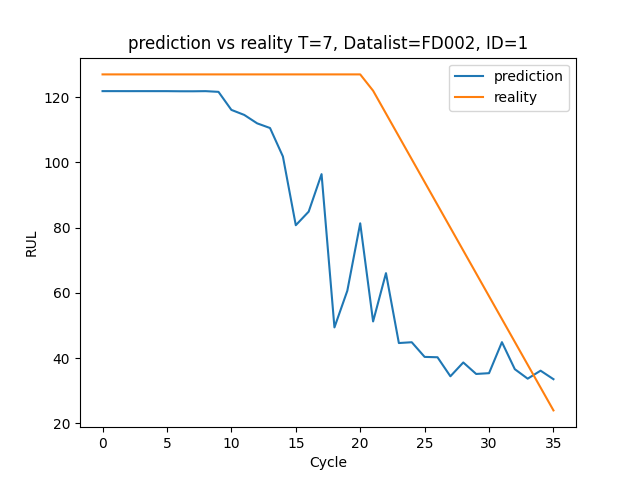 prediction vs reality T=7, Datalist=FD002, ID=1
prediction
reality
RUL
120
100
80
60
40
20
0 5 10 15 20 25 30 35
Cycle